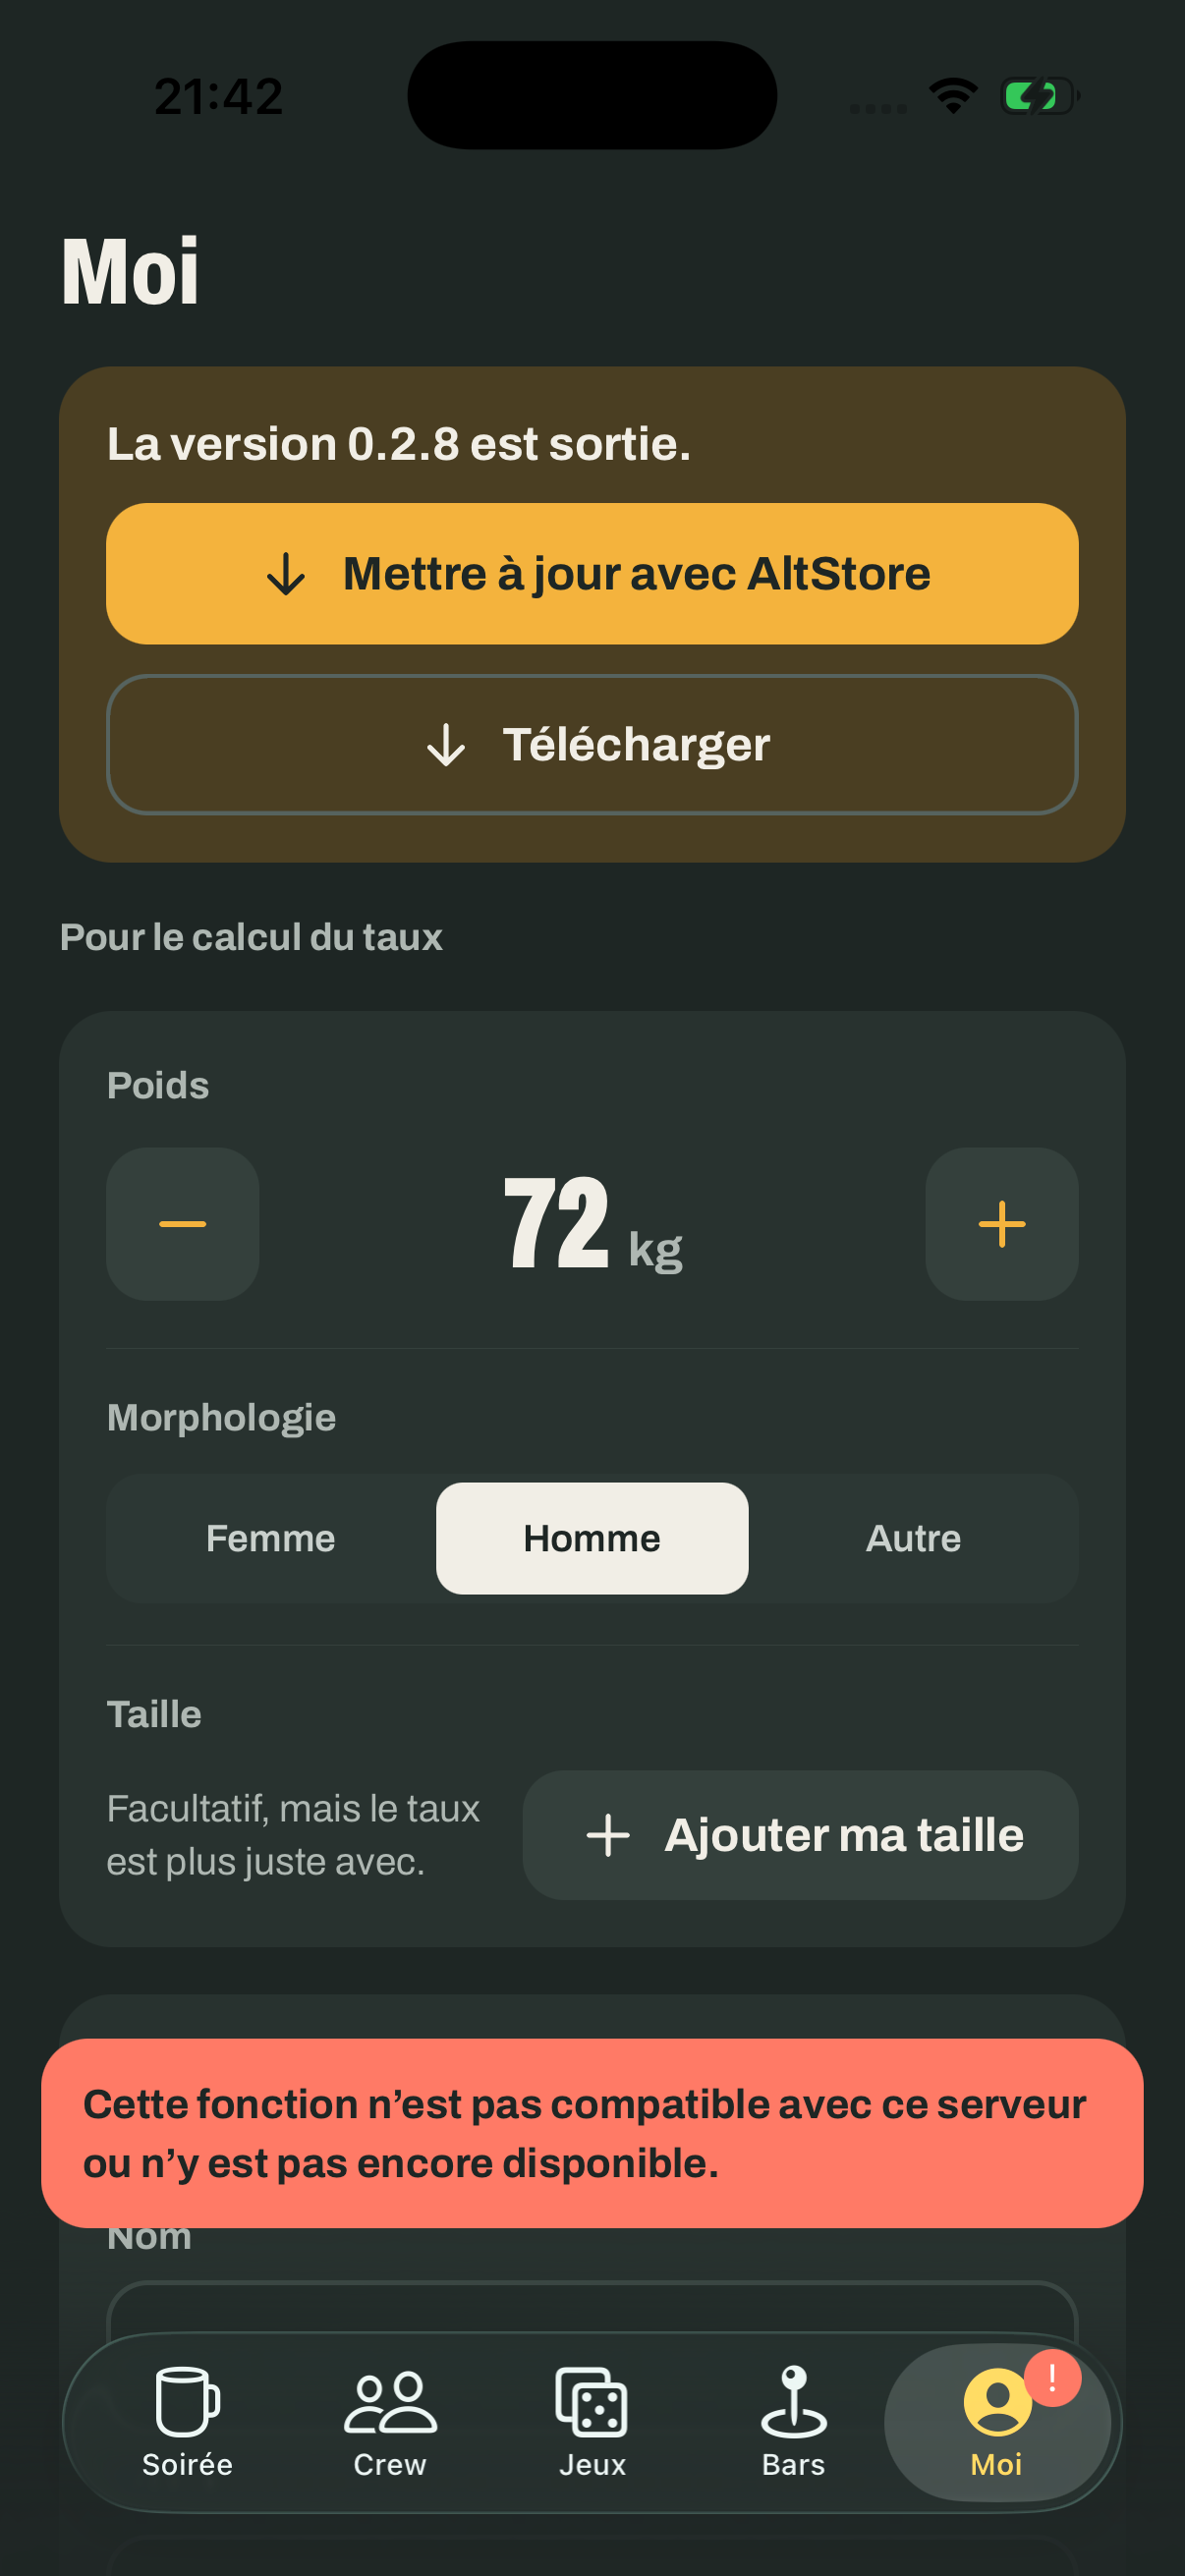 21:42
Moi
La version 0.2.8 est sortie.
Mettre à jour avec AltStore
Télécharger
Pour le calcul du taux
Poids
72 kg
Morphologie
Femme
Homme
Autre
Taille
Facultatif, mais le taux
est plus juste avec.
Ajouter ma taille
Cette fonction n’est pas compatible avec ce serveur
ou n’y est pas encore disponible.
Nom
!
Soirée
Crew
Jeux
Bars
Moi